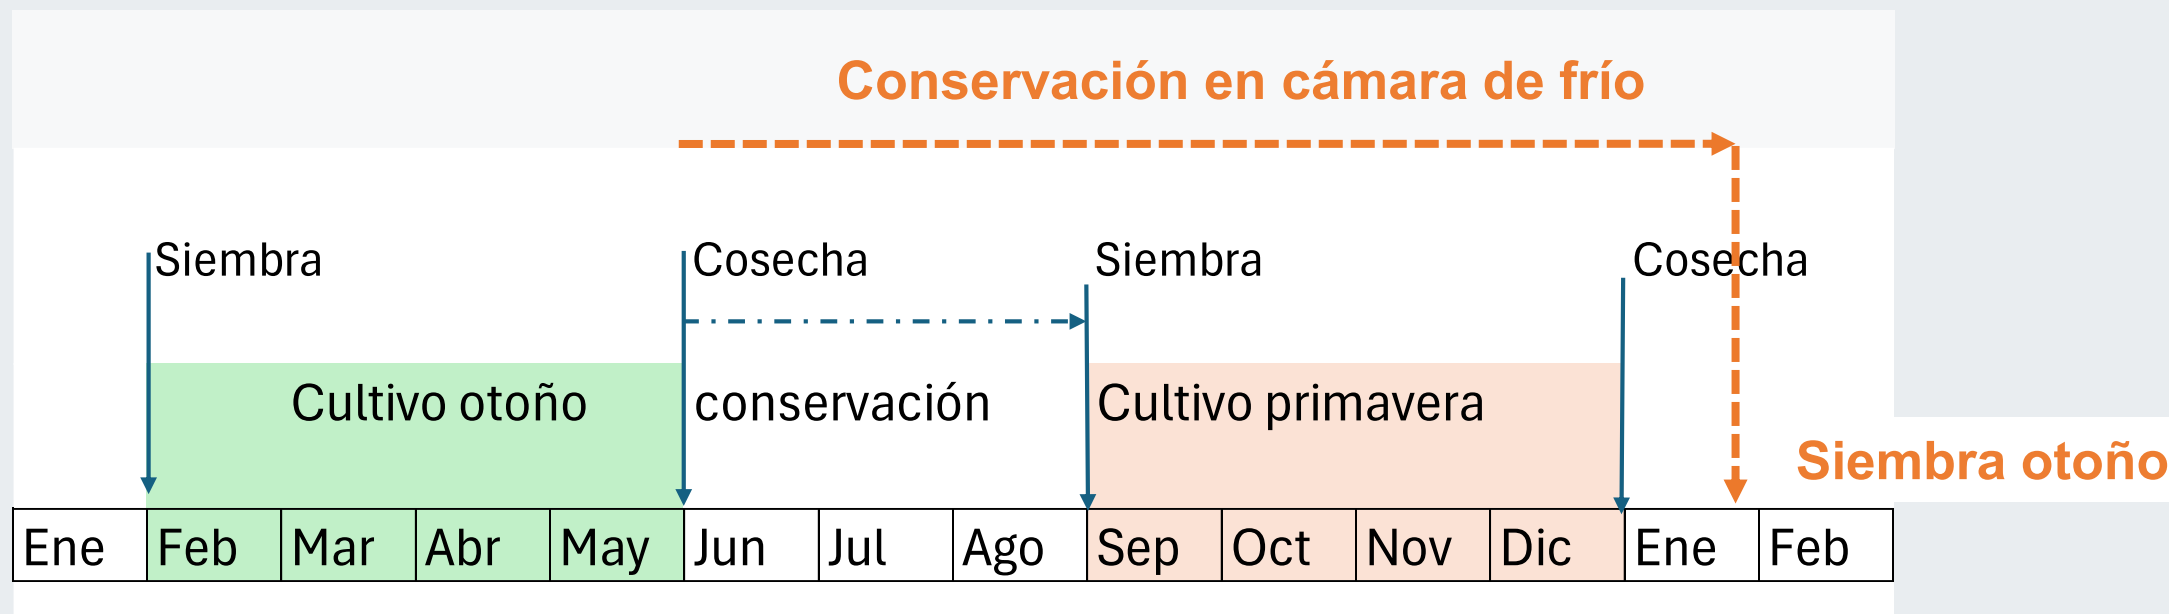 Conservación en cámara de frío
Siembra Cosecha Siembra Cosecha
Cultivo otoño conservación Cultivo primavera
Siembra otoño
Ene Feb Mar Abr May Jun Jul Ago Sep Oct Nov Dic Ene Feb